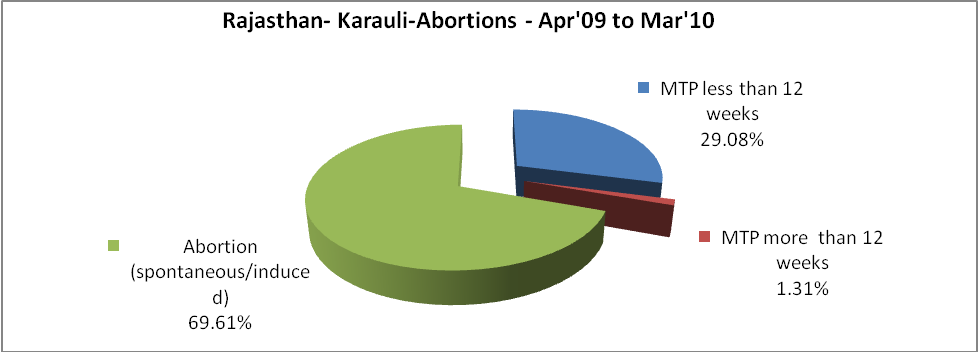 Rajasthan- Karauli-Abortions - Apr'09 to Mar'10
MTP less than 12
weeks
29.08%
MTP more than 12
weeks
1.31%
Abortion
(spontaneous/induce
d)
69.61%